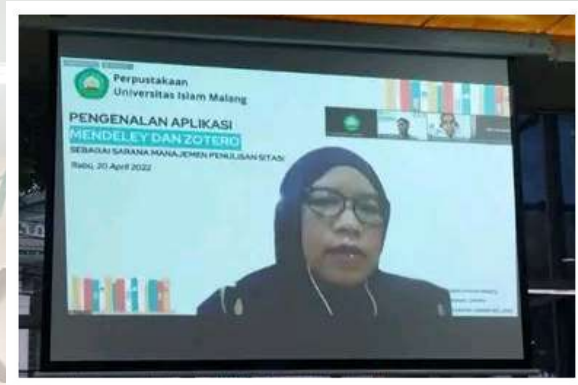 Perpustakaan
Universitas Islam Malang
PENGENALAN APLIKASI
MENDELEY DAN ZOTERO
SEBAGAI SARANA MANAJEMEN PENULISAN SITASI
Rabu, 20 April 2022